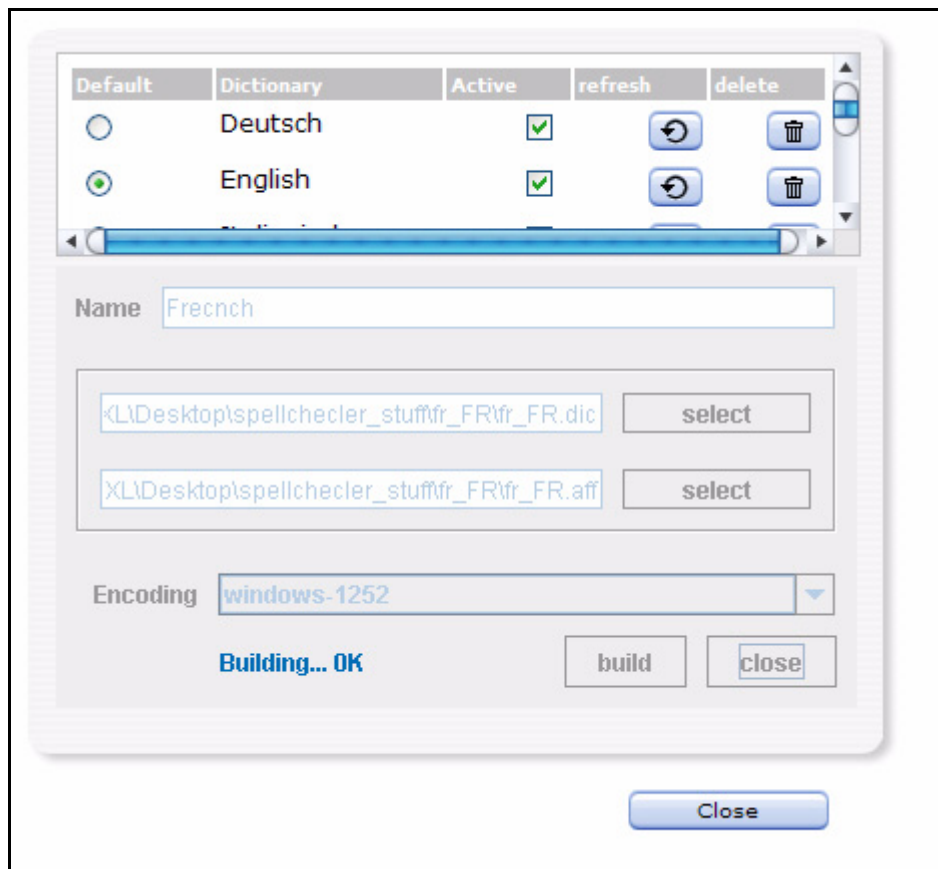 Default Dictionary Active refresh delete
Deutsch
English
Name Frecnch
XL\Desktop\spellchecler_stuff\fr_FR\fr_FR.dic select
XL\Desktop\spellchecler_stuff\fr_FR\fr_FR.aff select
Encoding windows-1252
Building... OK build close
Close